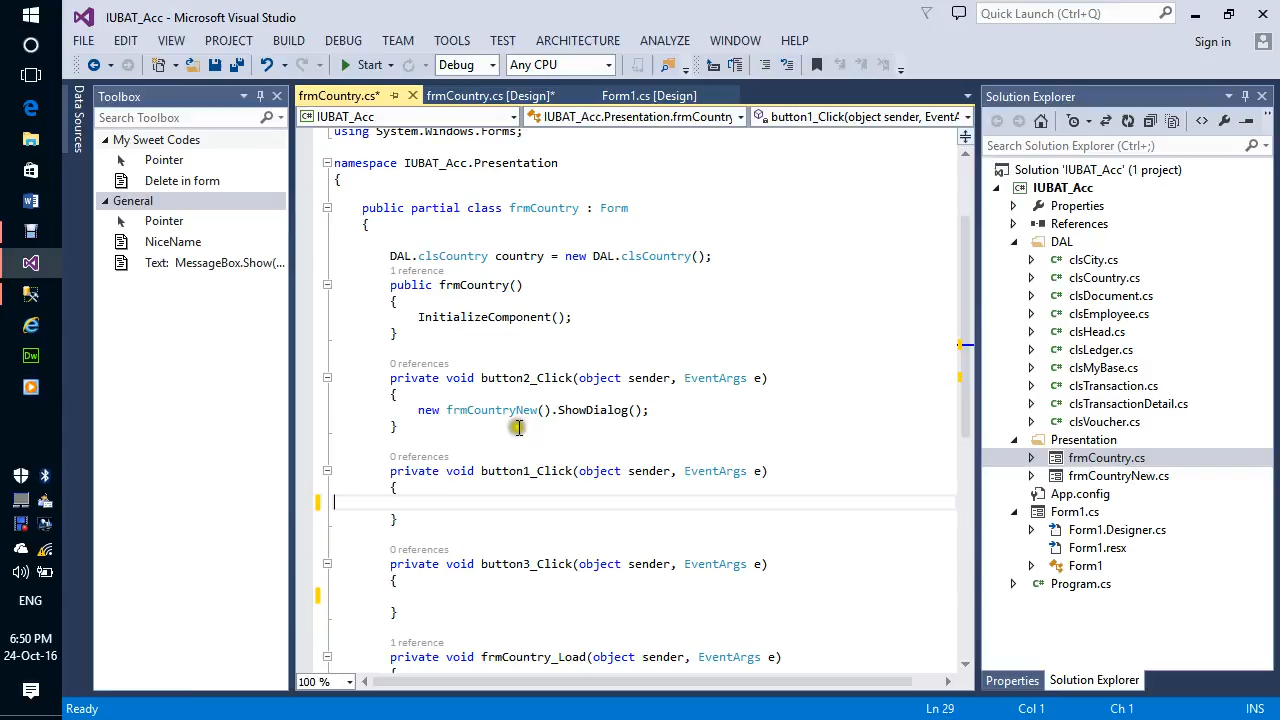 IUBAT_Acc - Microsoft Visual Studio
Quick Launch (Ctrl+Q)
FILE EDIT VIEW PROJECT BUILD DEBUG TEAM TOOLS TEST ARCHITECTURE ANALYZE WINDOW HELP
Sign in
Start Debug Any CPU
Data Sources
Toolbox
Search Toolbox
My Sweet Codes
Pointer
Delete in form
General
Pointer
NiceName
Text: MessageBox.Show(...
frmCountry.cs* frmCountry.cs [Design]* Form1.cs [Design]
IUBAT_Acc IUBAT_Acc.Presentation.frmCountry button1_Click(object sender, EventA
using System.Windows.Forms;
namespace IUBAT_Acc.Presentation
{
public partial class frmCountry : Form
{
DAL.clsCountry country = new DAL.clsCountry();
1 reference
public frmCountry()
{
InitializeComponent();
}
0 references
private void button2_Click(object sender, EventArgs e)
{
new frmCountryNew().ShowDialog();
}
0 references
private void button1_Click(object sender, EventArgs e)
{
}
0 references
private void button3_Click(object sender, EventArgs e)
{
}
1 reference
private void frmCountry_Load(object sender, EventArgs e)
{
100 %
Solution Explorer
Search Solution Explorer (Ctrl+;)
Solution 'IUBAT_Acc' (1 project)
IUBAT_Acc
Properties
References
DAL
clsCity.cs
clsCountry.cs
clsDocument.cs
clsEmployee.cs
clsHead.cs
clsLedger.cs
clsMyBase.cs
clsTransaction.cs
clsTransactionDetail.cs
clsVoucher.cs
Presentation
frmCountry.cs
frmCountryNew.cs
App.config
Form1.cs
Form1.Designer.cs
Form1.resx
Form1
Program.cs
Properties Solution Explorer
Ready Ln 29 Col 1 Ch 1 INS
ENG
6:50 PM
24-Oct-16